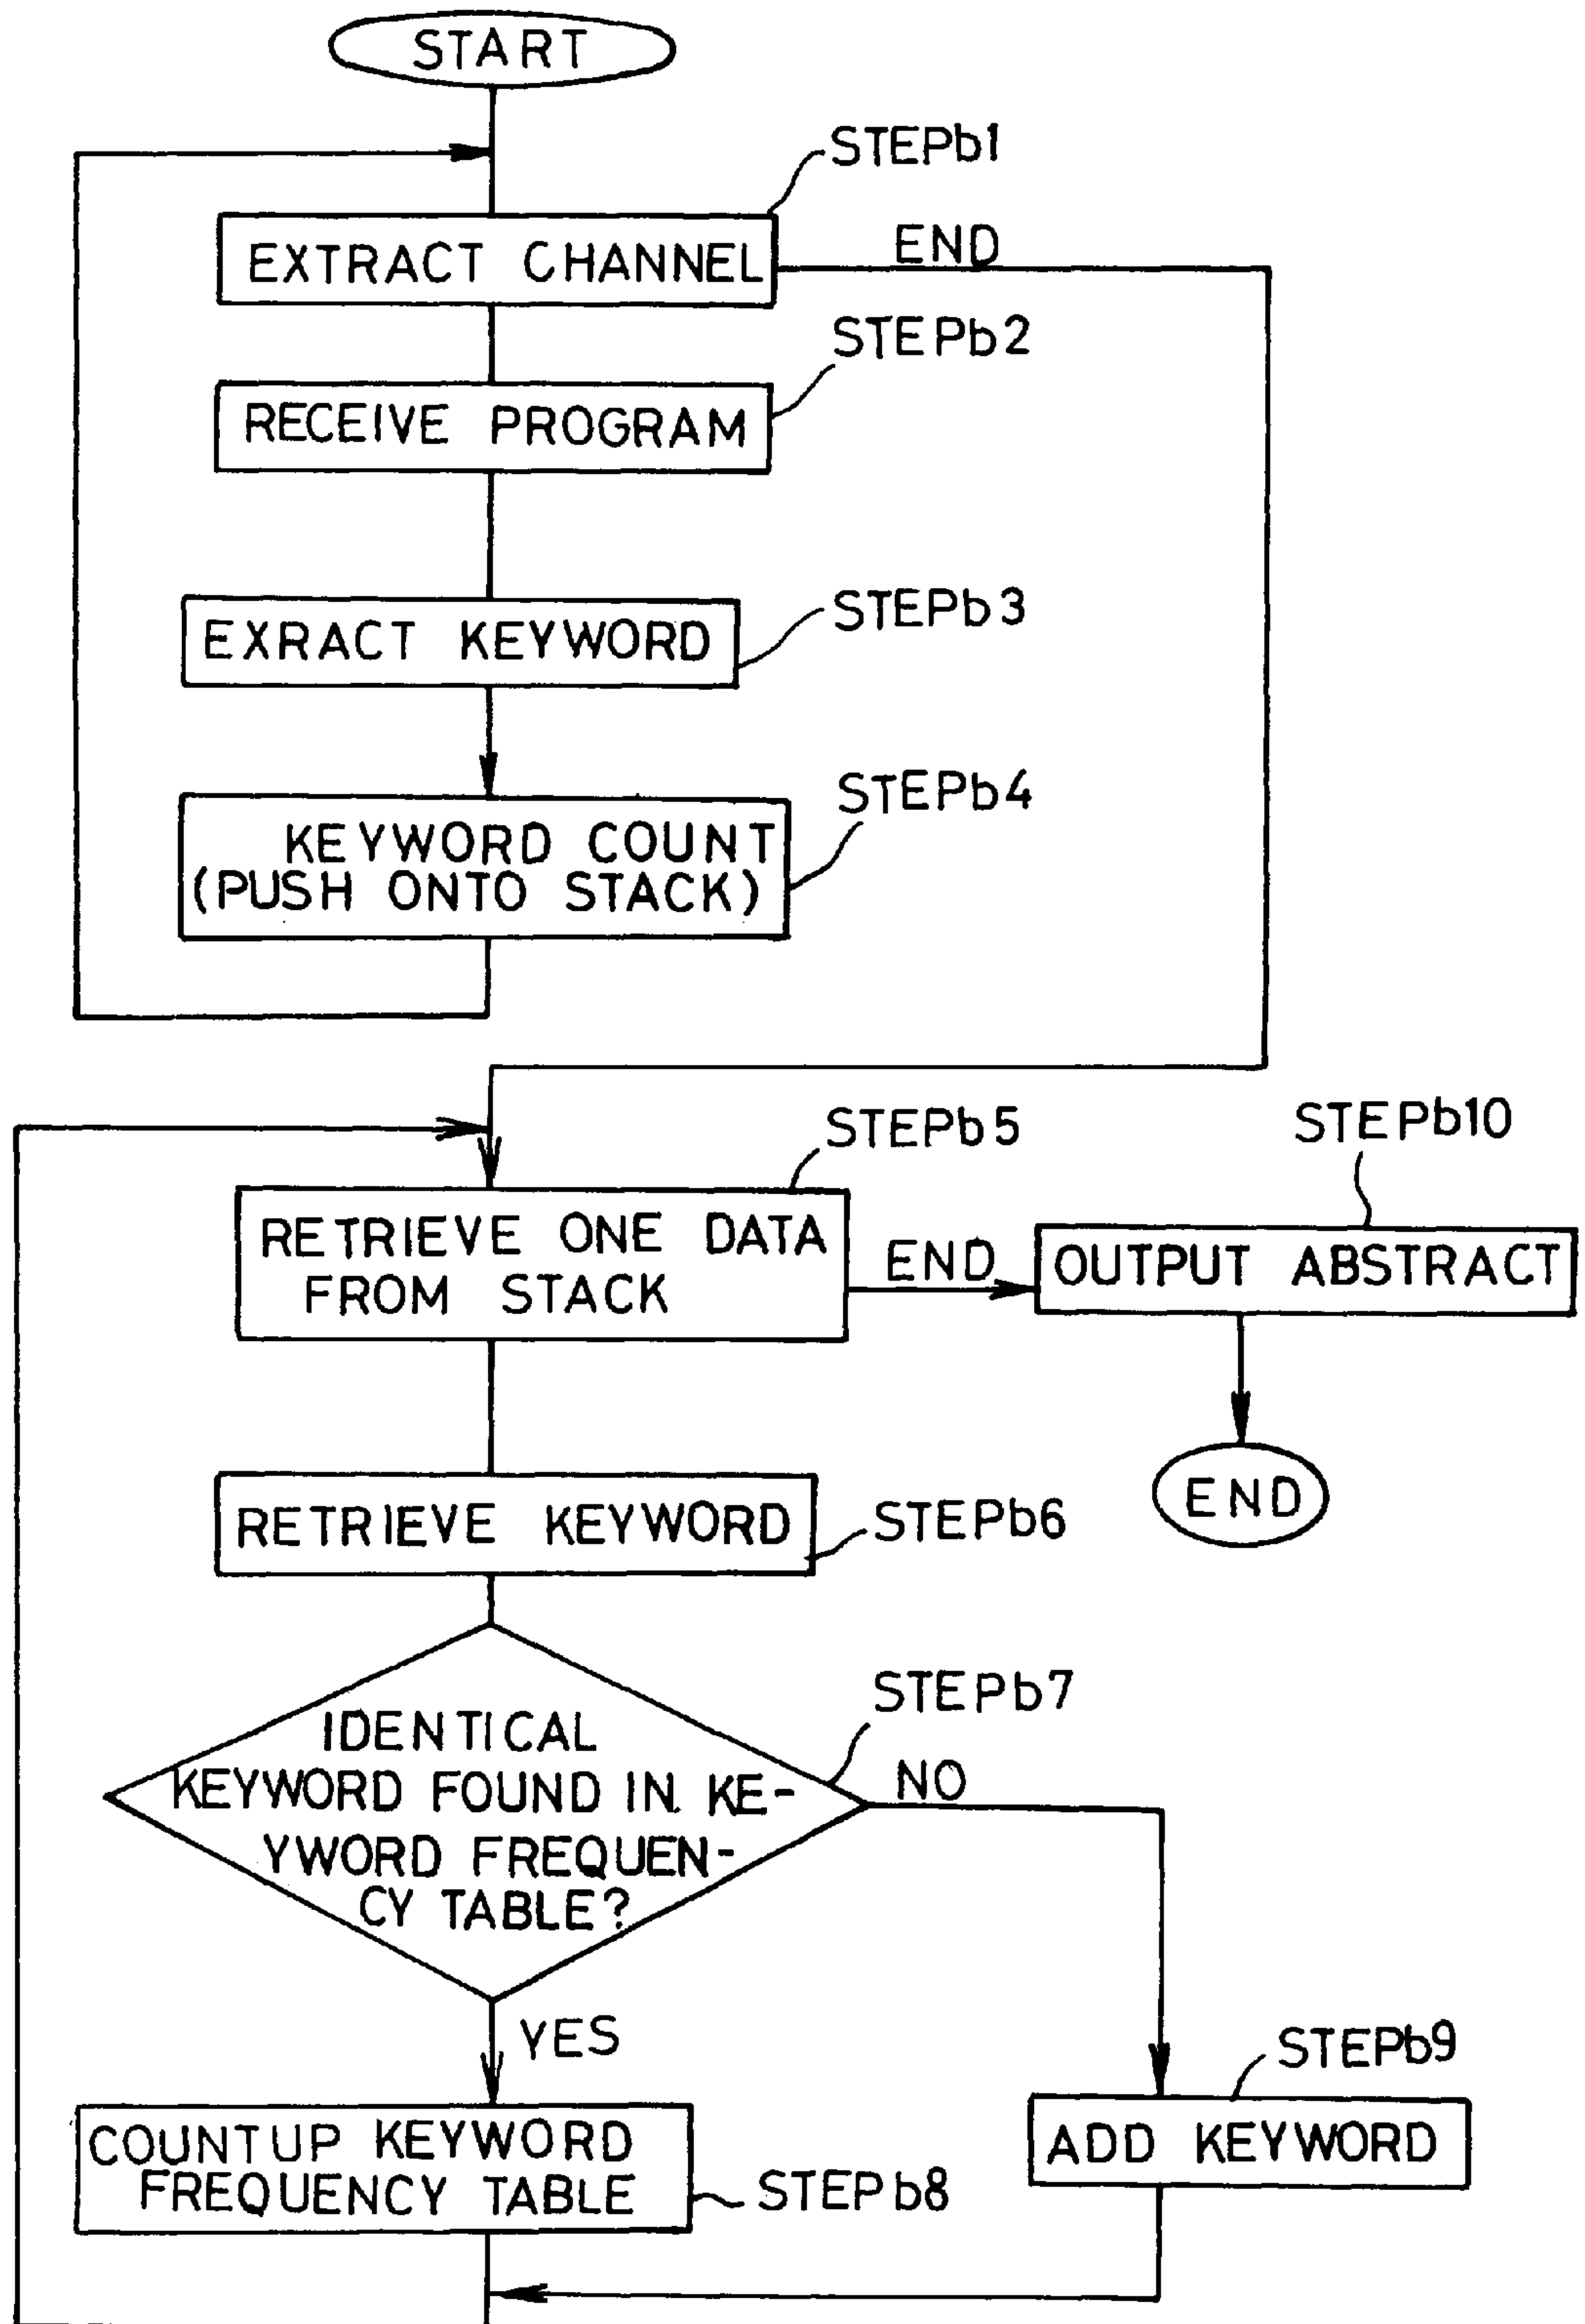 START
STEPb1
EXTRACT CHANNEL
END
STEPb2
RECEIVE PROGRAM
STEPb3
EXRACT KEYWORD
STEPb4
KEYWORD COUNT
(PUSH ONTO STACK)
STEPb5
STEPb10
RETRIEVE ONE DATA
FROM STACK
END
OUTPUT ABSTRACT
END
RETRIEVE KEYWORD
STEPb6
STEPb7
IDENTICAL
KEYWORD FOUND IN KE-
YWORD FREQUEN-
CY TABLE?
NO
YES
STEPb9
COUNTUP KEYWORD
FREQUENCY TABLE
STEPb8
ADD KEYWORD